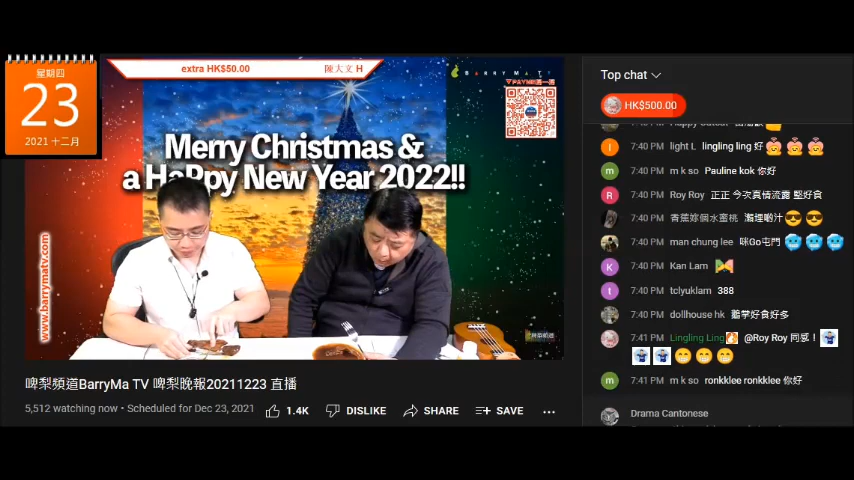 星期四
23
2021 十二月
extra HK$50.00
陳大文 H
BARRYMATV
Merry Christmas &
a Happy New Year 2022!!
www.barrymatv.com
啤梨頻道BarryMa TV 啤梨晚報20211223 直播
5,512 watching now • Scheduled for Dec 23, 2021
1.4K
DISLIKE
SHARE
SAVE
Top chat
HK$500.00
7:40 PM light L lingling ling 好
7:40 PM m k so Pauline kok 你好
7:40 PM Roy Roy 正正 今次真情流露 堅好食
7:40 PM 香蕉妳個水蜜桃 瀡埋啲汁
7:40 PM man chung lee 咪Go屯門
7:40 PM Kan Lam
7:40 PM tclyuklam 388
7:40 PM dollhouse hk 雞掌好食好多
7:41 PM Lingling Ling @Roy Roy 同感！
7:41 PM m k so ronkklee ronkklee 你好
Drama Cantonese